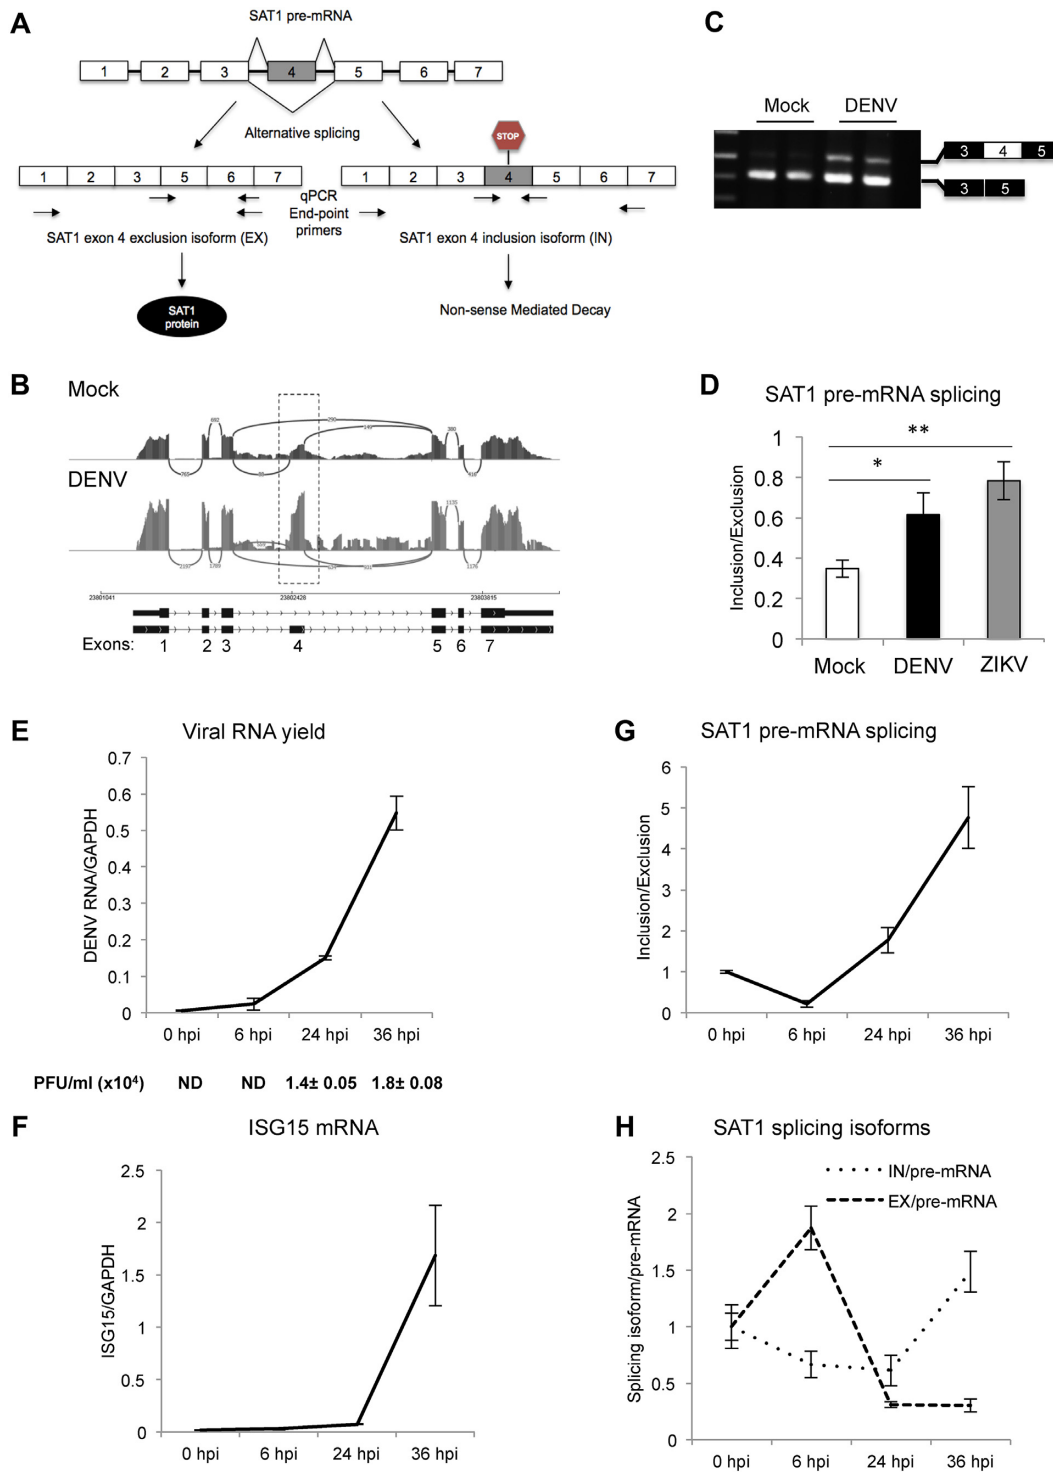 A
SAT1 pre-mRNA
1 2 3 4 5 6 7
Alternative splicing
STOP
1 2 3 5 6 7
1 2 3 4 5 6 7
qPCR
End-point
primers
SAT1 exon 4 exclusion isoform (EX)
SAT1 exon 4 inclusion isoform (IN)
SAT1
protein
Non-sense Mediated Decay
C
Mock DENV
3 4 5
3 5
B
Mock
DENV
23801041 23802428 23803815
Exons: 1 2 3 4 5 6 7
D
SAT1 pre-mRNA splicing
Inclusion/Exclusion
1
0.8
0.6
0.4
0.2
0
**
*
Mock DENV ZIKV
E
Viral RNA yield
DENV RNA/GAPDH
0.7
0.6
0.5
0.4
0.3
0.2
0.1
0
0 hpi 6 hpi 24 hpi 36 hpi
PFU/ml (x10⁴) ND ND 1.4± 0.05 1.8± 0.08
G
SAT1 pre-mRNA splicing
Inclusion/Exclusion
6
5
4
3
2
1
0
0 hpi 6 hpi 24 hpi 36 hpi
F
ISG15 mRNA
ISG15/GAPDH
2.5
2
1.5
1
0.5
0
0 hpi 6 hpi 24 hpi 36 hpi
H
SAT1 splicing isoforms
Splicing isoform/pre-mRNA
2.5
2
1.5
1
0.5
0
IN/pre-mRNA
EX/pre-mRNA
0 hpi 6 hpi 24 hpi 36 hpi